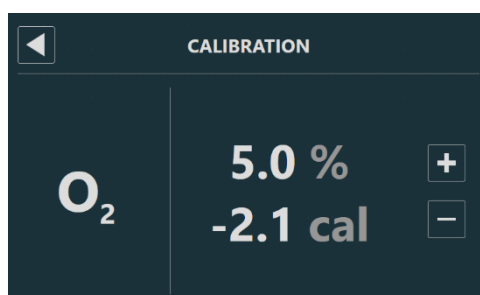 CALIBRATION
O₂
5.0 %
-2.1 cal
+
−